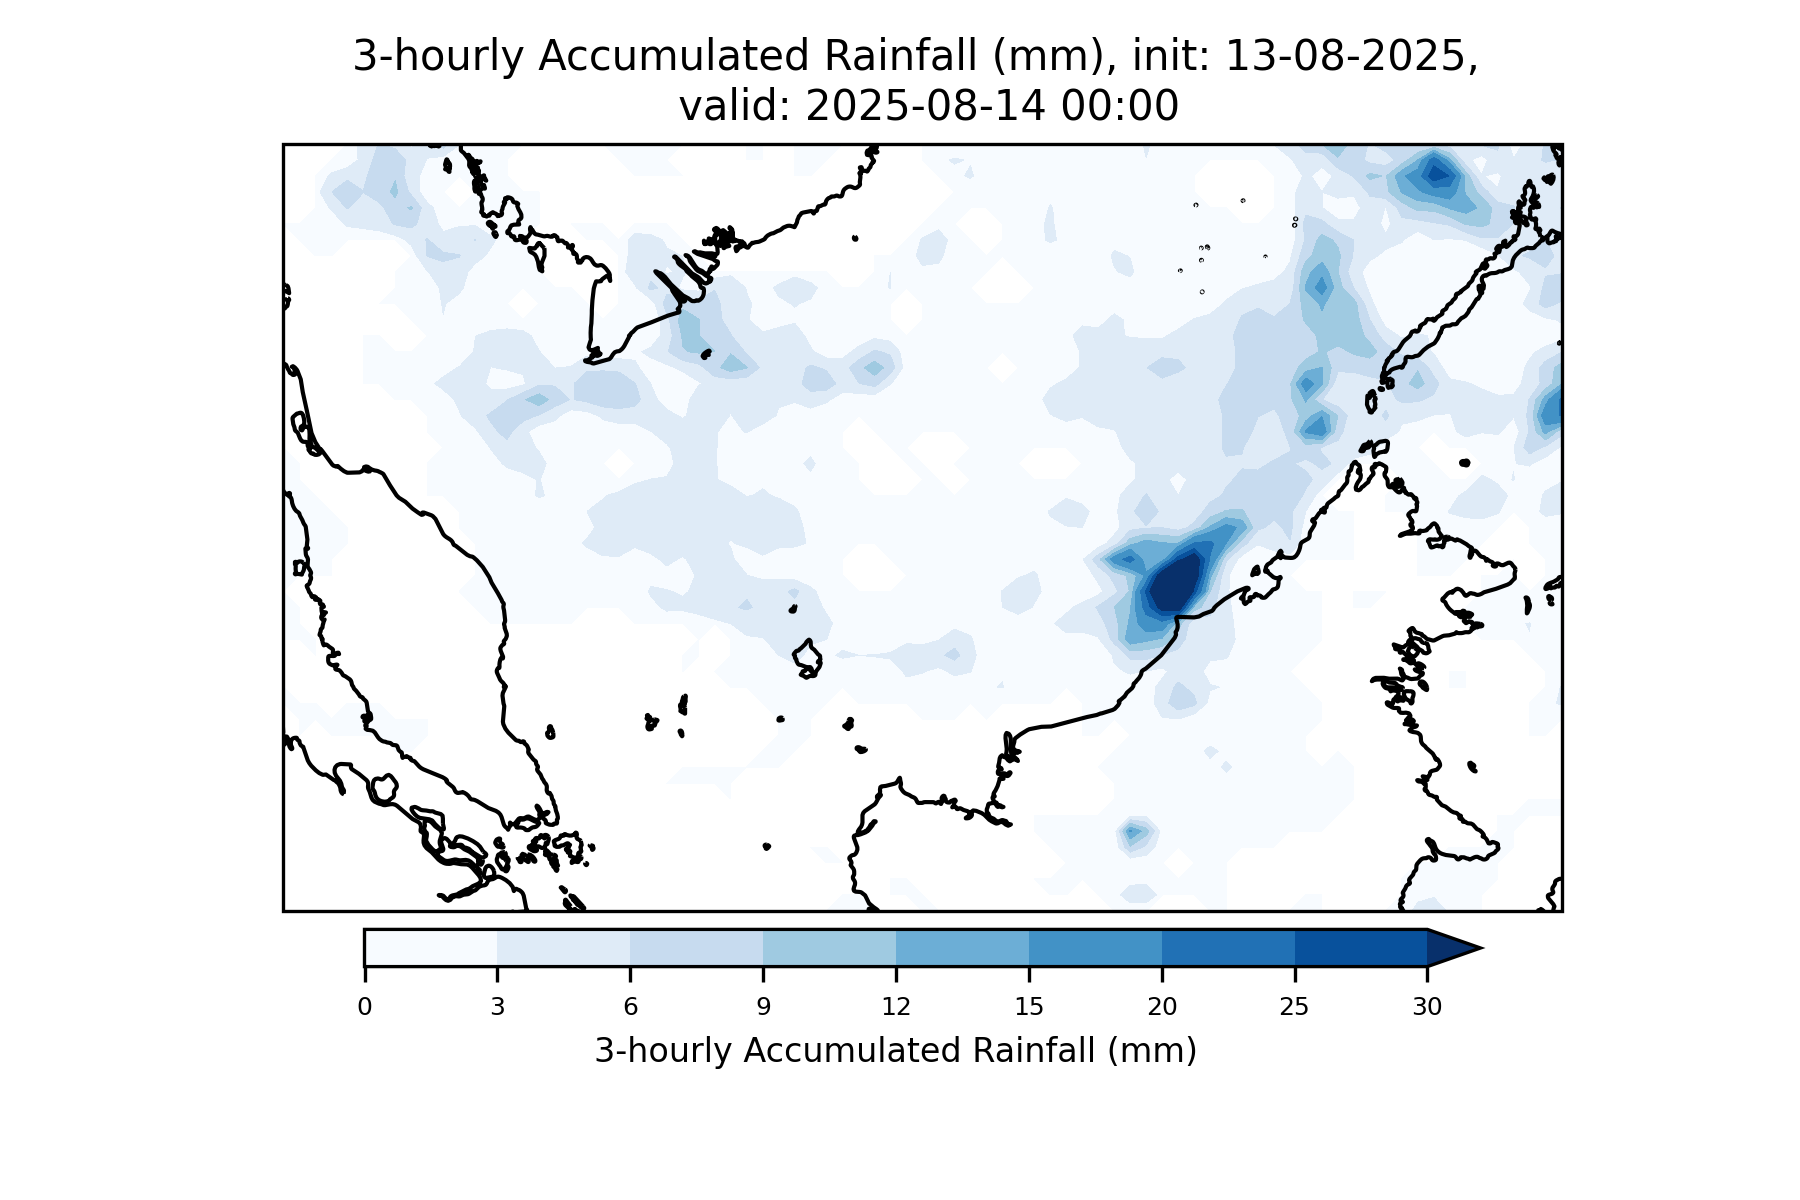 3-hourly Accumulated Rainfall (mm), init: 13-08-2025,
valid: 2025-08-14 00:00
0 3 6 9 12 15 20 25 30
3-hourly Accumulated Rainfall (mm)